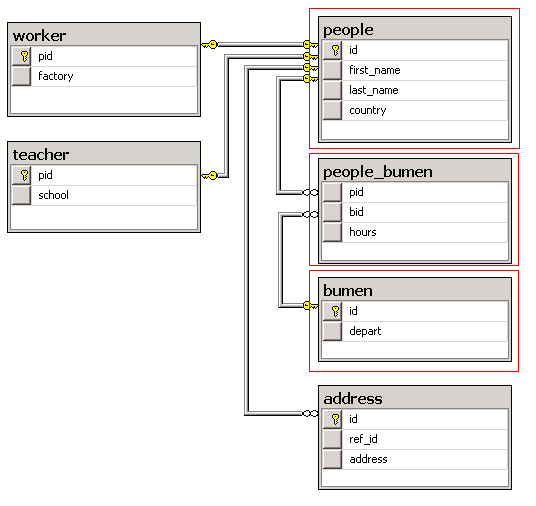 worker
pid
factory
teacher
pid
school
people
id
first_name
last_name
country
people_bumen
pid
bid
hours
bumen
id
depart
address
id
ref_id
address